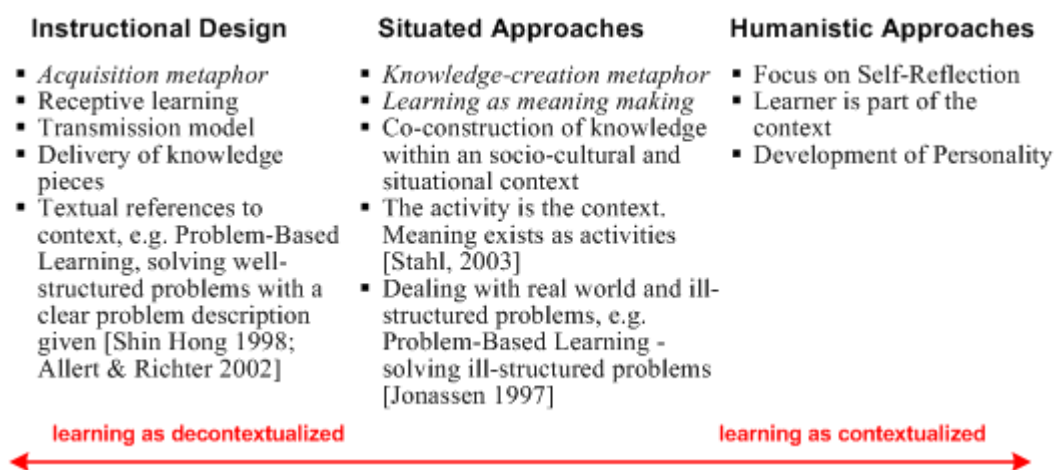 Instructional Design
▪ Acquisition metaphor
▪ Receptive learning
▪ Transmission model
▪ Delivery of knowledge
pieces
▪ Textual references to
context, e.g. Problem-Based
Learning, solving well-
structured problems with a
clear problem description
given [Shin Hong 1998;
Allert & Richter 2002]
Situated Approaches
▪ Knowledge-creation metaphor
▪ Learning as meaning making
▪ Co-construction of knowledge
within an socio-cultural and
situational context
▪ The activity is the context.
Meaning exists as activities
[Stahl, 2003]
▪ Dealing with real world and ill-
structured problems, e.g.
Problem-Based Learning -
solving ill-structured problems
[Jonassen 1997]
Humanistic Approaches
▪ Focus on Self-Reflection
▪ Learner is part of the
context
▪ Development of Personality
learning as decontextualized
learning as contextualized